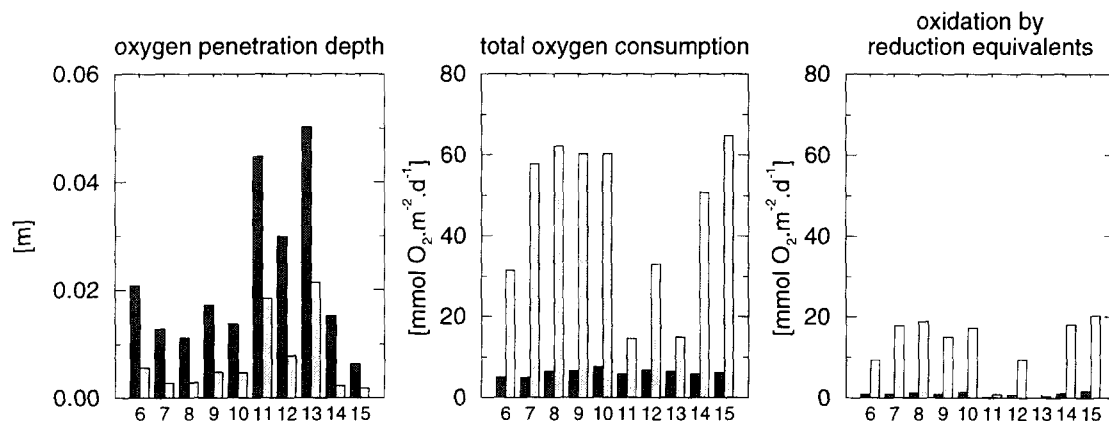 oxygen penetration depth
total oxygen consumption
oxidation by
reduction equivalents
[m]
0.06
0.04
0.02
0.00
6 7 8 9 10 11 12 13 14 15
[mmol O₂.m⁻².d⁻¹]
80
60
40
20
0
6 7 8 9 10 11 12 13 14 15
[mmol O₂.m⁻².d⁻¹]
80
60
40
20
0
6 7 8 9 10 11 12 13 14 15